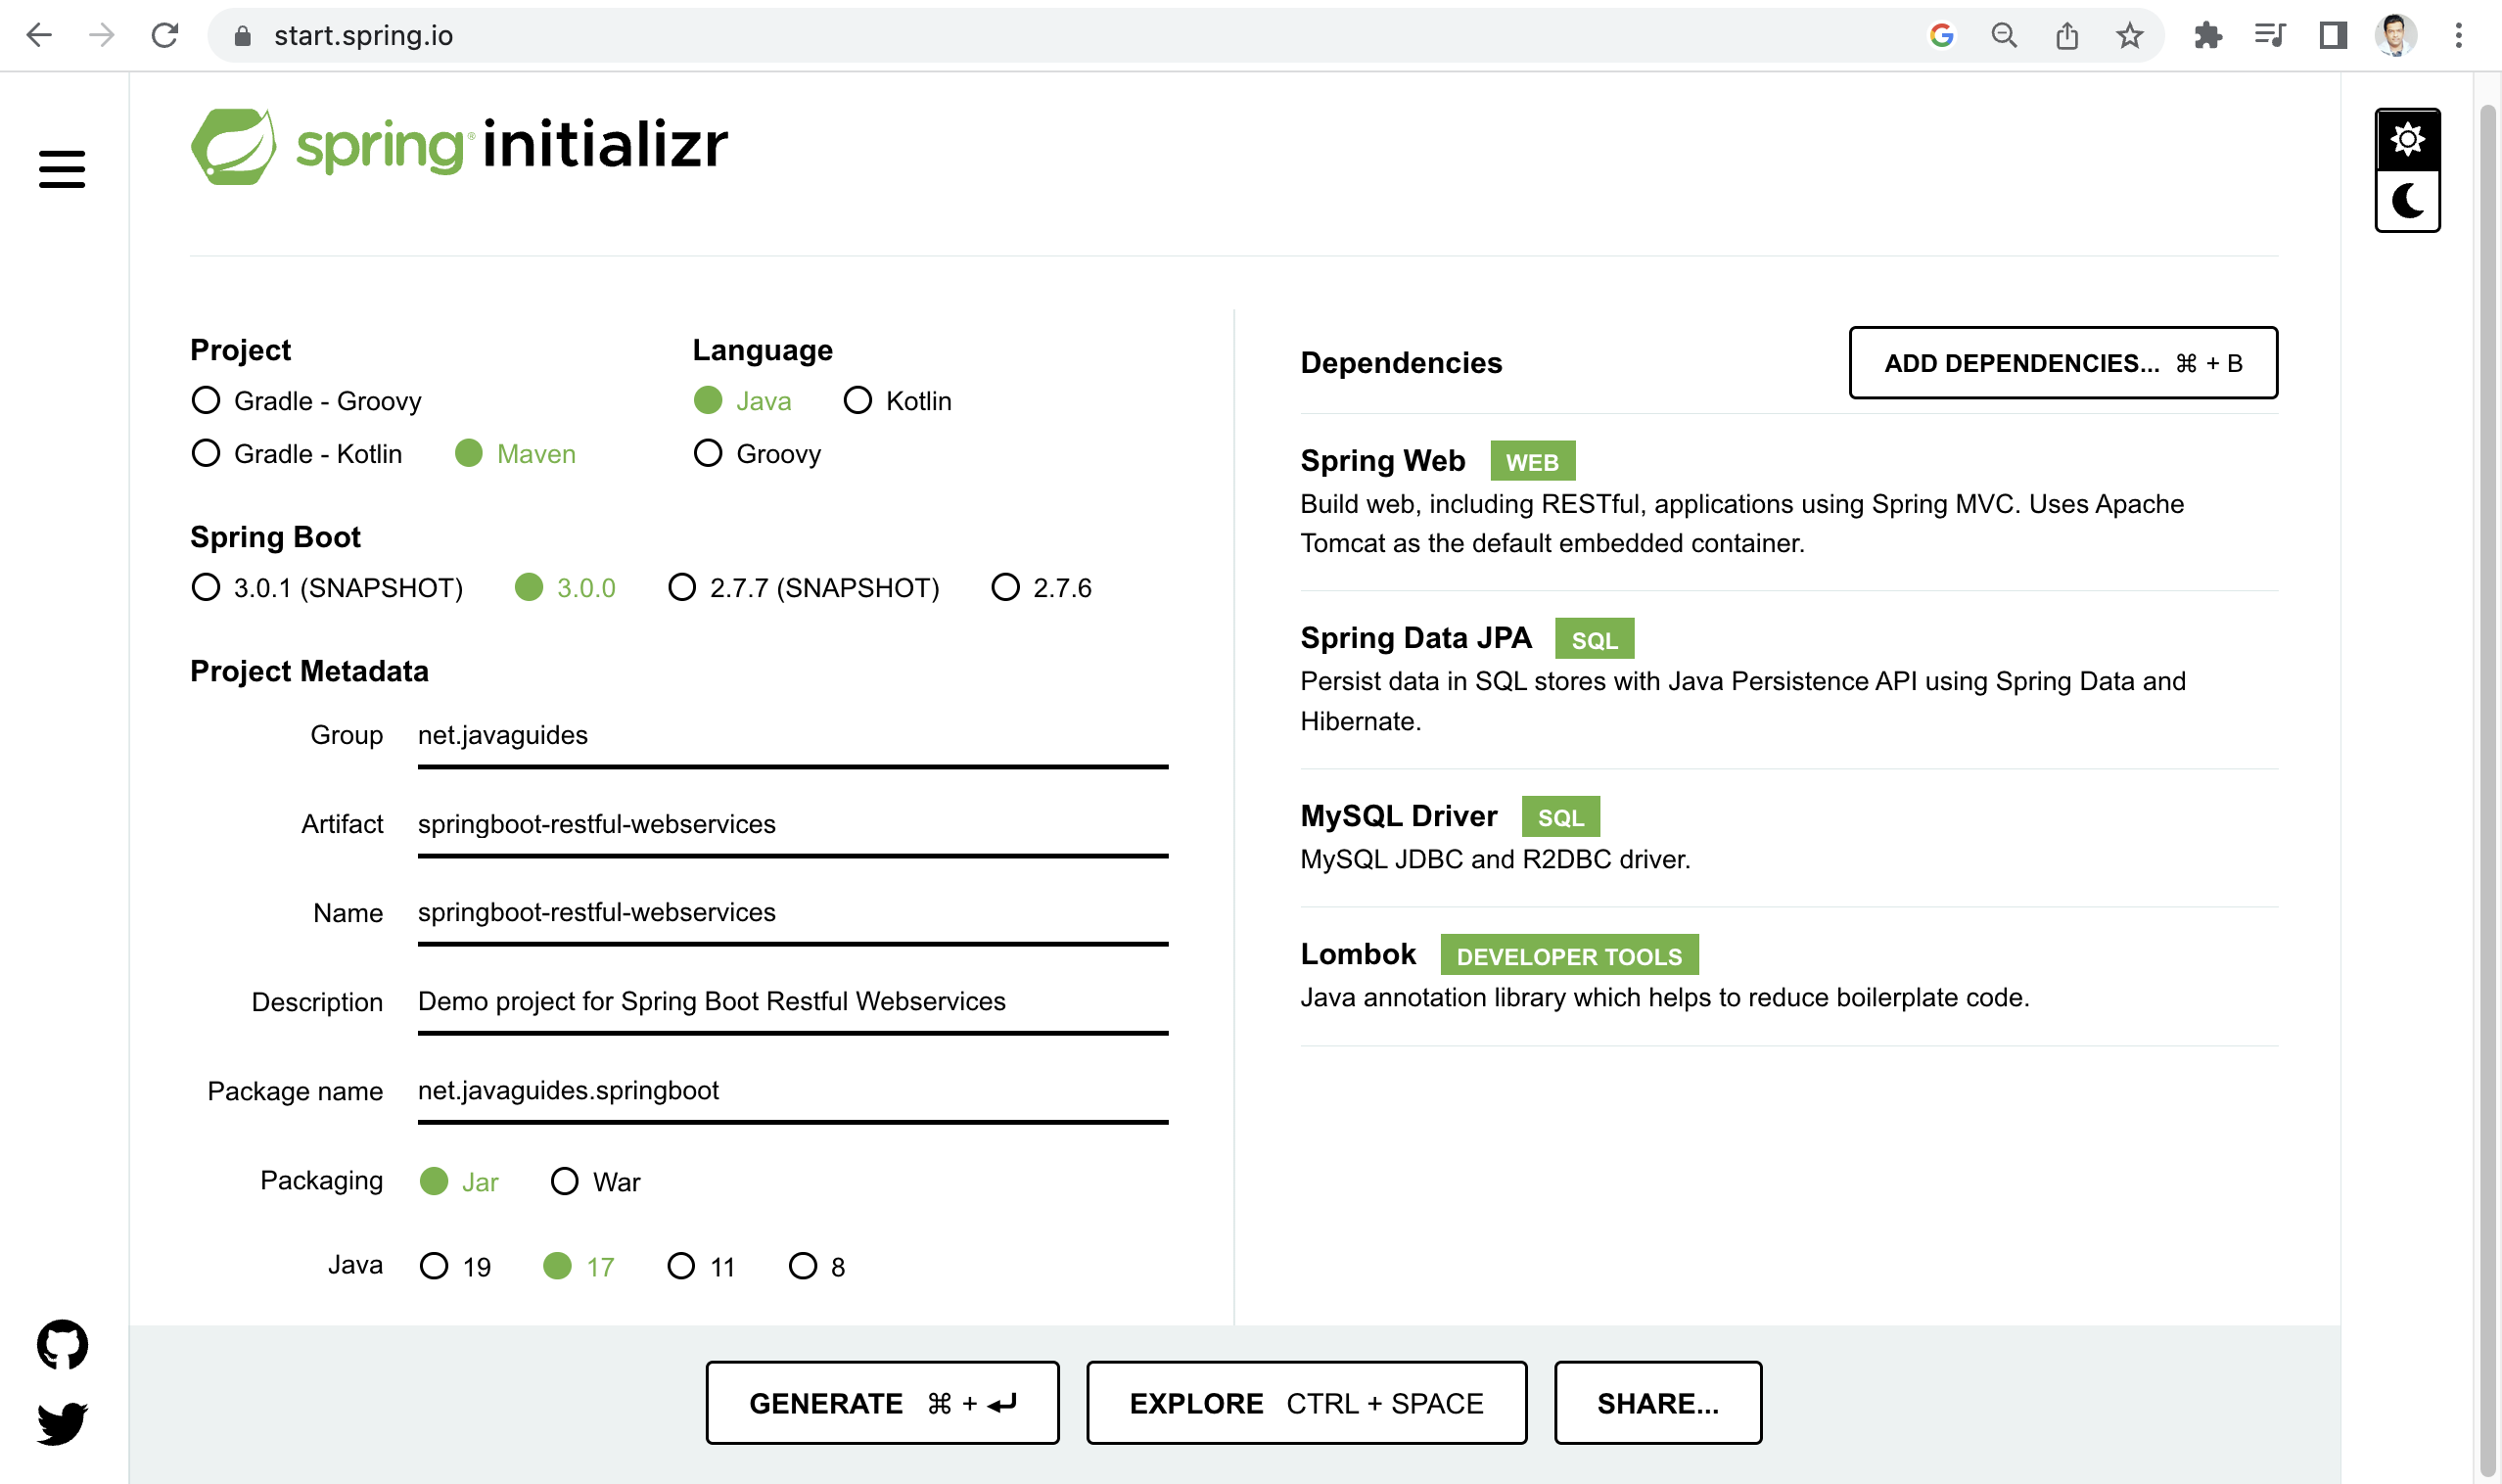 start.spring.io
spring® initializr
Project
Gradle - Groovy
Gradle - Kotlin Maven
Language
Java Kotlin
Groovy
Spring Boot
3.0.1 (SNAPSHOT) 3.0.0 2.7.7 (SNAPSHOT) 2.7.6
Project Metadata
Group net.javaguides
Artifact springboot-restful-webservices
Name springboot-restful-webservices
Description Demo project for Spring Boot Restful Webservices
Package name net.javaguides.springboot
Packaging Jar War
Java 19 17 11 8
Dependencies ADD DEPENDENCIES... ⌘ + B
Spring Web WEB
Build web, including RESTful, applications using Spring MVC. Uses Apache
Tomcat as the default embedded container.
Spring Data JPA SQL
Persist data in SQL stores with Java Persistence API using Spring Data and
Hibernate.
MySQL Driver SQL
MySQL JDBC and R2DBC driver.
Lombok DEVELOPER TOOLS
Java annotation library which helps to reduce boilerplate code.
GENERATE ⌘ + ⏎ EXPLORE CTRL + SPACE SHARE...